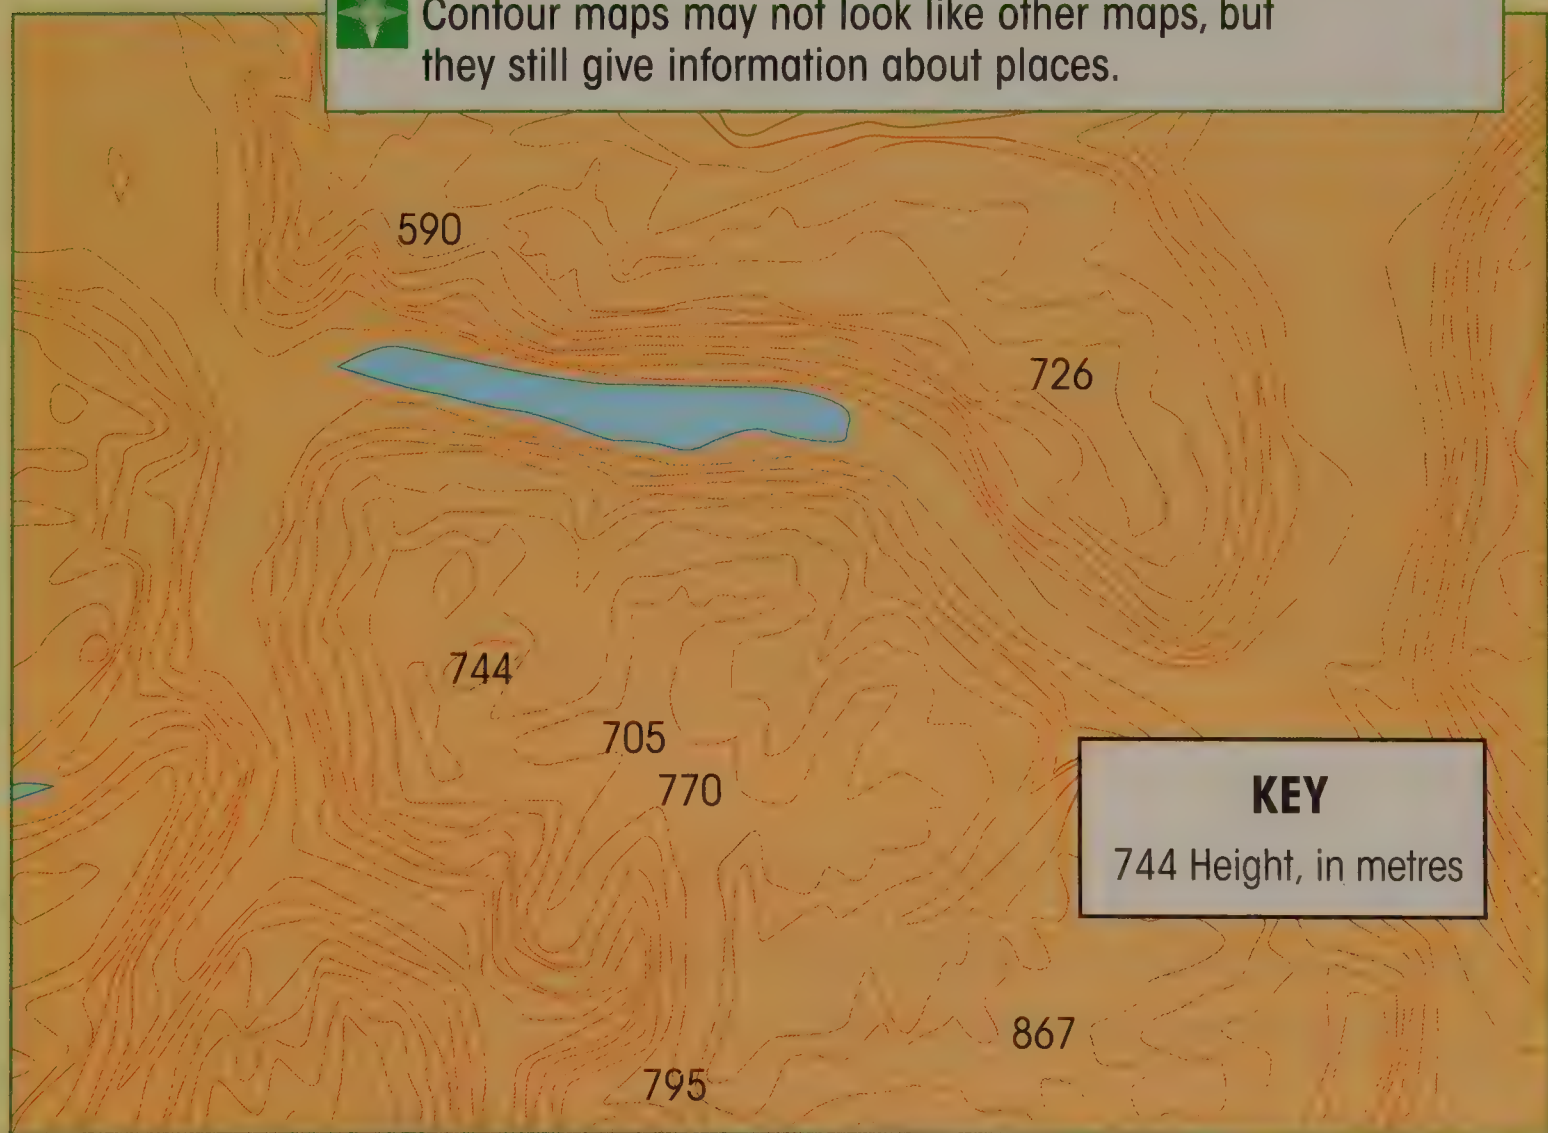 Contour maps may not look like other maps, but
they still give information about places.
590
726
744
705
770
KEY
744 Height, in metres
867
795